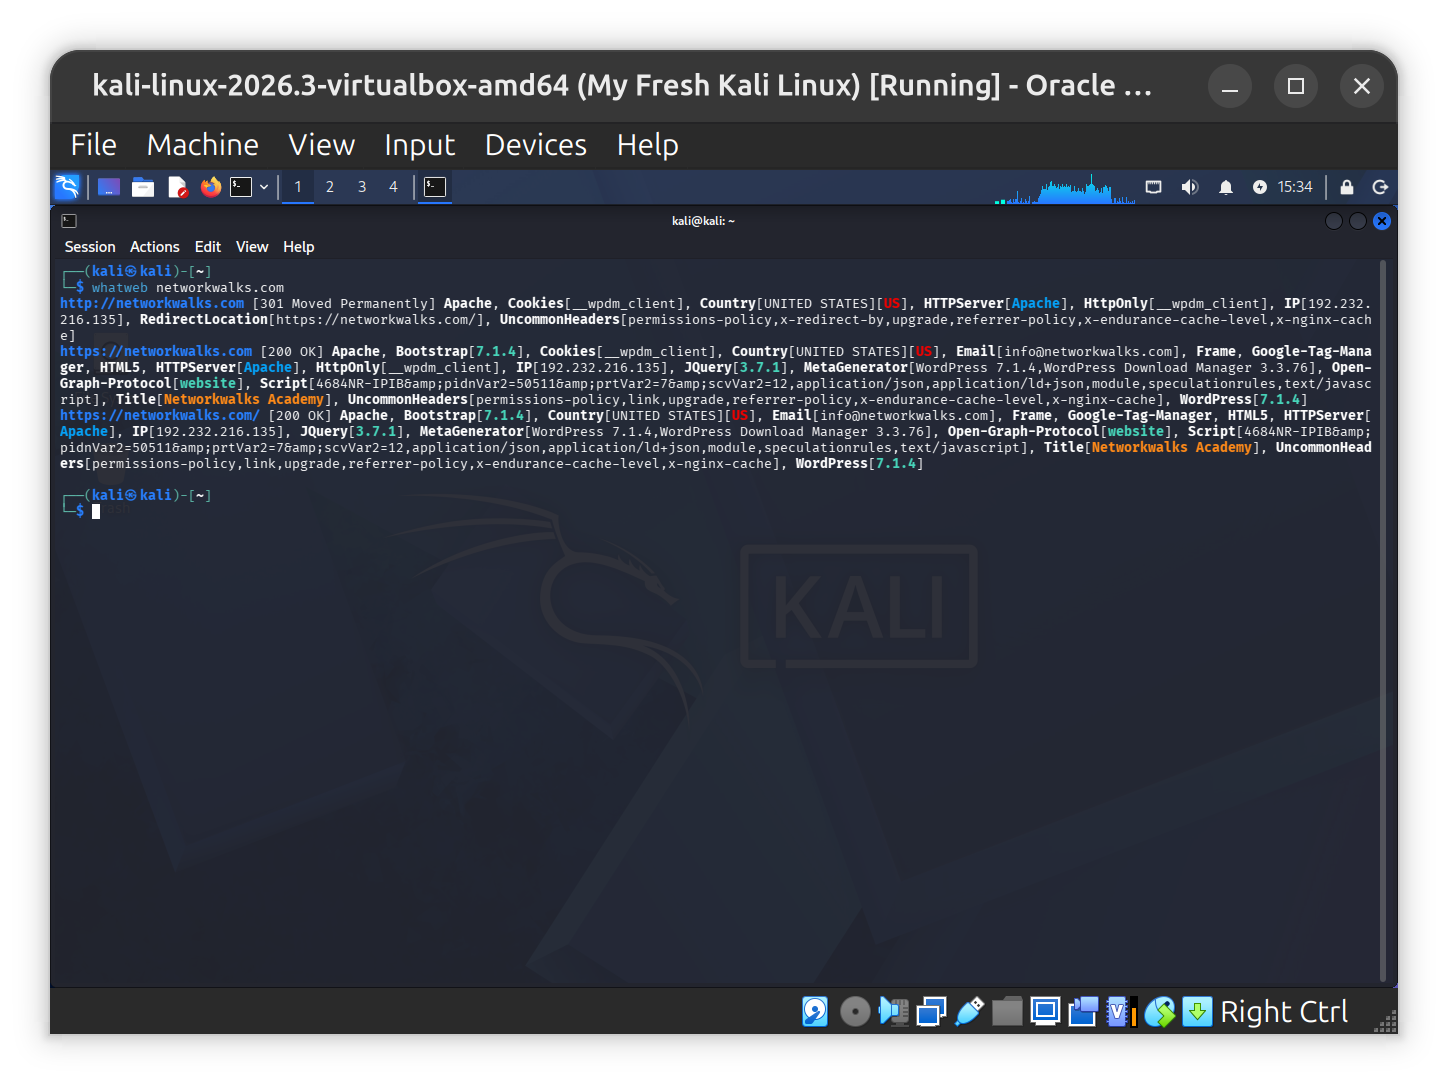 kali-linux-2026.3-virtualbox-amd64 (My Fresh Kali Linux) [Running] - Oracle ...
File Machine View Input Devices Help
1 2 3 4 15:34
kali@kali: ~
Session Actions Edit View Help
┌──(kali㉿kali)-[~]
└─$ whatweb networkwalks.com
http://networkwalks.com [301 Moved Permanently] Apache, Cookies[__wpdm_client], Country[UNITED STATES][US], HTTPServer[Apache], HttpOnly[__wpdm_client], IP[192.232.
216.135], RedirectLocation[https://networkwalks.com/], UncommonHeaders[permissions-policy,x-redirect-by,upgrade,referrer-policy,x-endurance-cache-level,x-nginx-cach
e]
https://networkwalks.com [200 OK] Apache, Bootstrap[7.1.4], Cookies[__wpdm_client], Country[UNITED STATES][US], Email[info@networkwalks.com], Frame, Google-Tag-Mana
ger, HTML5, HTTPServer[Apache], HttpOnly[__wpdm_client], IP[192.232.216.135], JQuery[3.7.1], MetaGenerator[WordPress 7.1.4,WordPress Download Manager 3.3.76], Open-
Graph-Protocol[website], Script[4684NR-IPIB&amp;pidnVar2=50511&amp;prtVar2=7&amp;scvVar2=12,application/json,application/ld+json,module,speculationrules,text/javasc
ript], Title[Networkwalks Academy], UncommonHeaders[permissions-policy,link,upgrade,referrer-policy,x-endurance-cache-level,x-nginx-cache], WordPress[7.1.4]
https://networkwalks.com/ [200 OK] Apache, Bootstrap[7.1.4], Country[UNITED STATES][US], Email[info@networkwalks.com], Frame, Google-Tag-Manager, HTML5, HTTPServer[
Apache], IP[192.232.216.135], JQuery[3.7.1], MetaGenerator[WordPress 7.1.4,WordPress Download Manager 3.3.76], Open-Graph-Protocol[website], Script[4684NR-IPIB&amp;
pidnVar2=50511&amp;prtVar2=7&amp;scvVar2=12,application/json,application/ld+json,module,speculationrules,text/javascript], Title[Networkwalks Academy], UncommonHead
ers[permissions-policy,link,upgrade,referrer-policy,x-endurance-cache-level,x-nginx-cache], WordPress[7.1.4]
┌──(kali㉿kali)-[~]
└─$
KALI
Right Ctrl